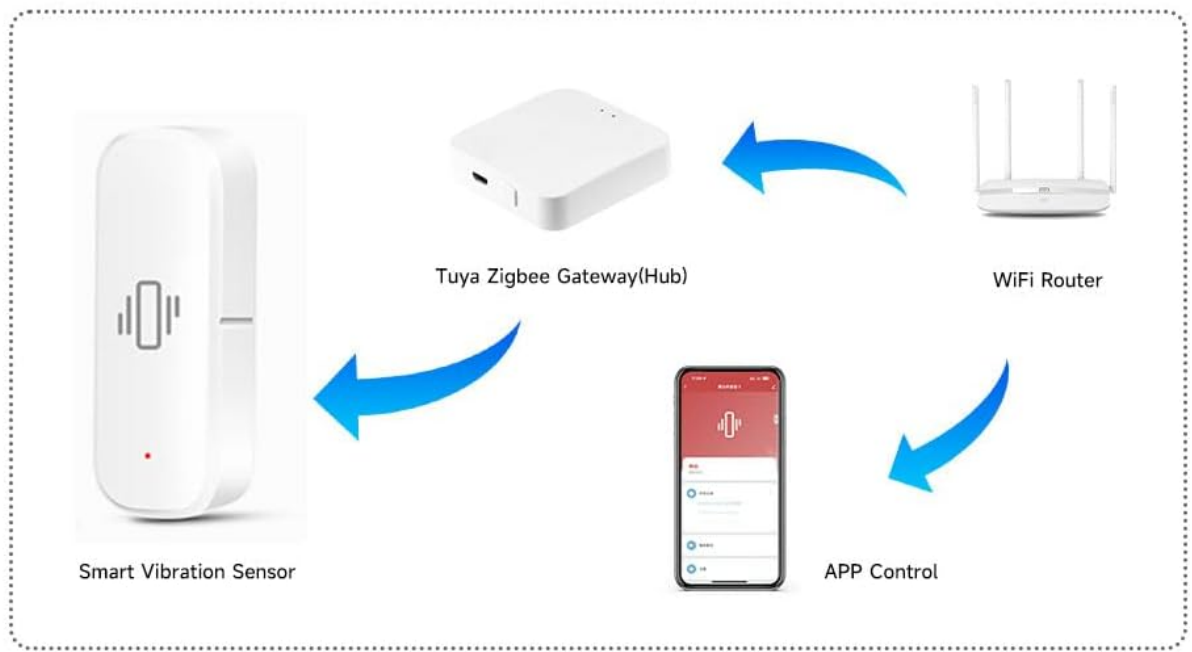 Tuya Zigbee Gateway(Hub)
WiFi Router
Smart Vibration Sensor
APP Control